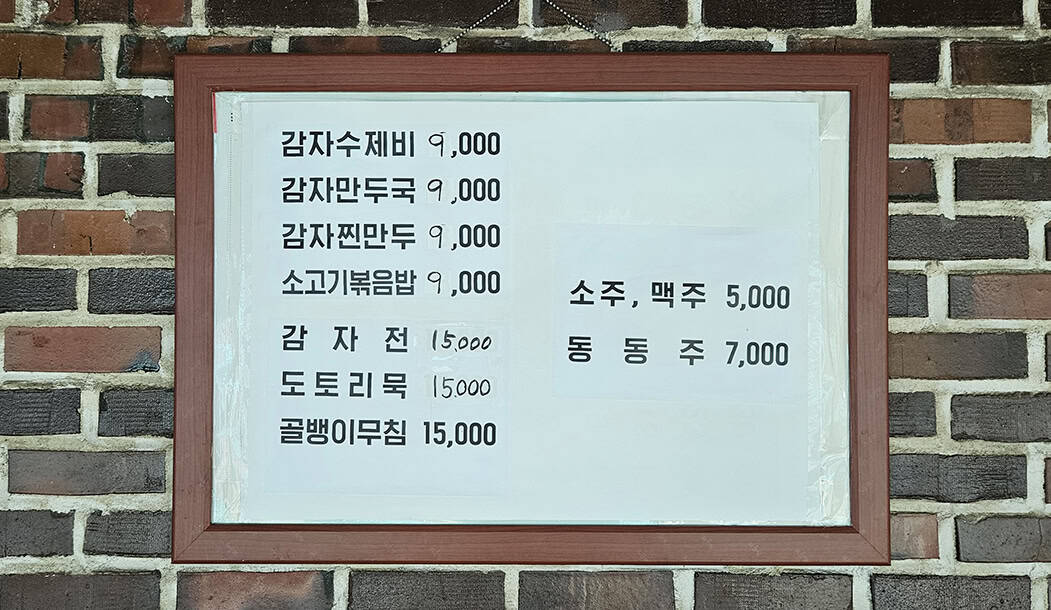 감자수제비 9,000
감자만두국 9,000
감자찐만두 9,000
소고기볶음밥 9,000
감 자 전 15.000
도토리묵 15.000
골뱅이무침 15,000
소주, 맥주 5,000
동 동 주 7,000